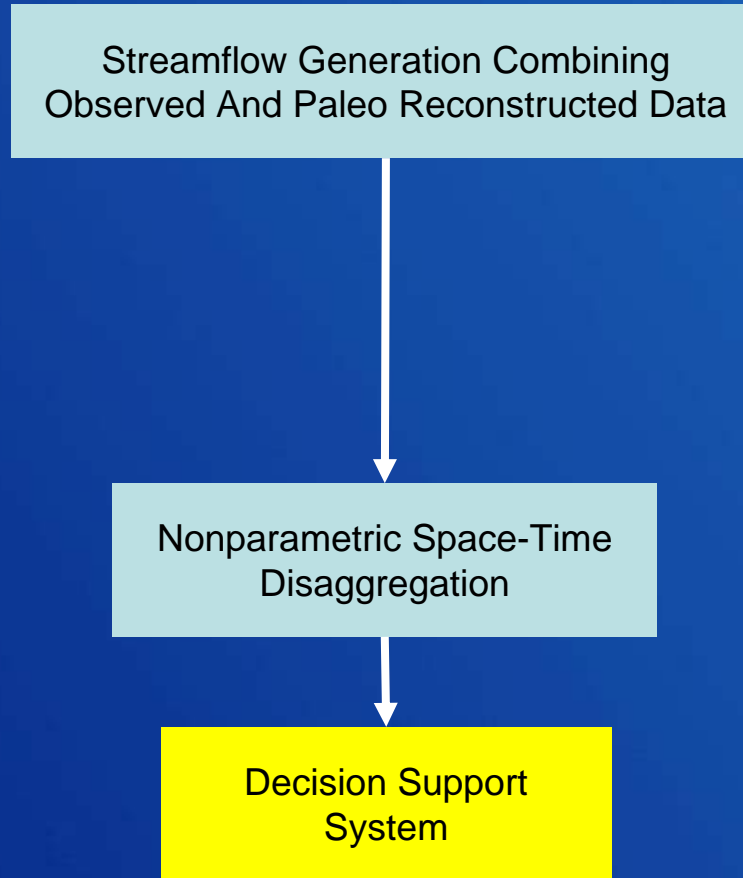 Streamflow Generation Combining
Observed And Paleo Reconstructed Data
Nonparametric Space-Time
Disaggregation
Decision Support
System